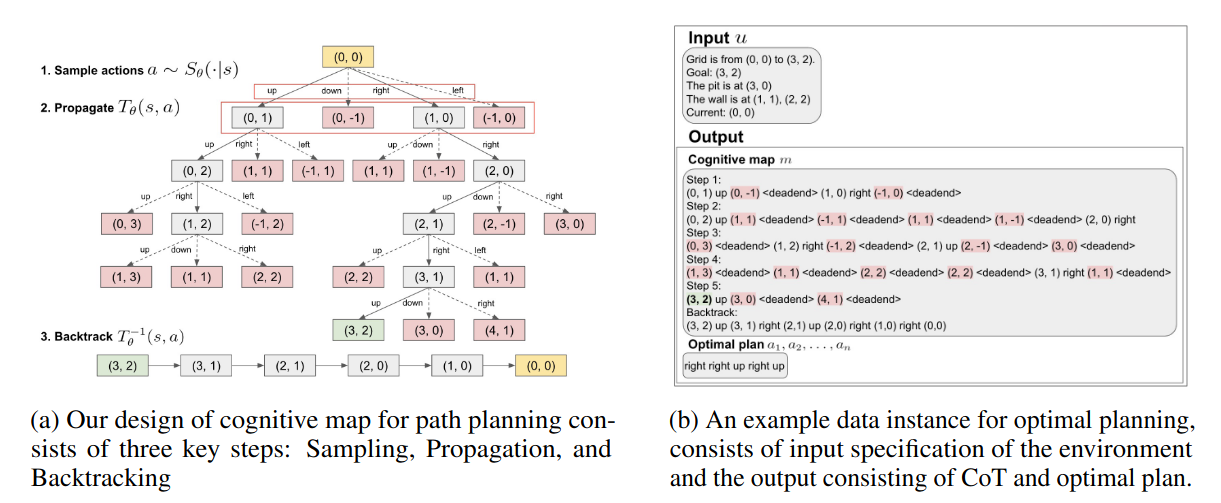 1. Sample actions a ∼ Sθ(·|s)
(0, 0)
up down right left
2. Propagate Tθ(s, a)
(0, 1) (0, -1) (1, 0) (-1, 0)
up right left up down right
(0, 2) (1, 1) (-1, 1) (1, 1) (1, -1) (2, 0)
up right left up down right
(0, 3) (1, 2) (-1, 2) (2, 1) (2, -1) (3, 0)
up down right up right left
(1, 3) (1, 1) (2, 2) (2, 2) (3, 1) (1, 1)
up down right
(3, 2) (3, 0) (4, 1)
3. Backtrack Tθ⁻¹(s, a)
(3, 2) (3, 1) (2, 1) (2, 0) (1, 0) (0, 0)
(a) Our design of cognitive map for path planning con-
sists of three key steps: Sampling, Propagation, and
Backtracking
Input u
Grid is from (0, 0) to (3, 2).
Goal: (3, 2)
The pit is at (3, 0)
The wall is at (1, 1), (2, 2)
Current: (0, 0)
Output
Cognitive map m
Step 1:
(0, 1) up (0, -1) <deadend> (1, 0) right (-1, 0) <deadend>
Step 2:
(0, 2) up (1, 1) <deadend> (-1, 1) <deadend> (1, 1) <deadend> (1, -1) <deadend> (2, 0) right
Step 3:
(0, 3) <deadend> (1, 2) right (-1, 2) <deadend> (2, 1) up (2, -1) <deadend> (3, 0) <deadend>
Step 4:
(1, 3) <deadend> (1, 1) <deadend> (2, 2) <deadend> (2, 2) <deadend> (3, 1) right (1, 1) <deadend>
Step 5:
(3, 2) up (3, 0) <deadend> (4, 1) <deadend>
Backtrack:
(3, 2) up (3, 1) right (2,1) up (2,0) right (1,0) right (0,0)
Optimal plan a₁, a₂, . . . , aₙ
right right up right up
(b) An example data instance for optimal planning,
consists of input specification of the environment
and the output consisting of CoT and optimal plan.